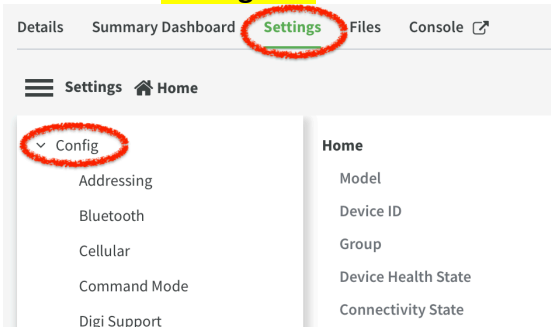 Details Summary Dashboard Settings Files Console
Settings Home
Config
Addressing
Bluetooth
Cellular
Command Mode
Digi Support
Home
Model
Device ID
Group
Device Health State
Connectivity State